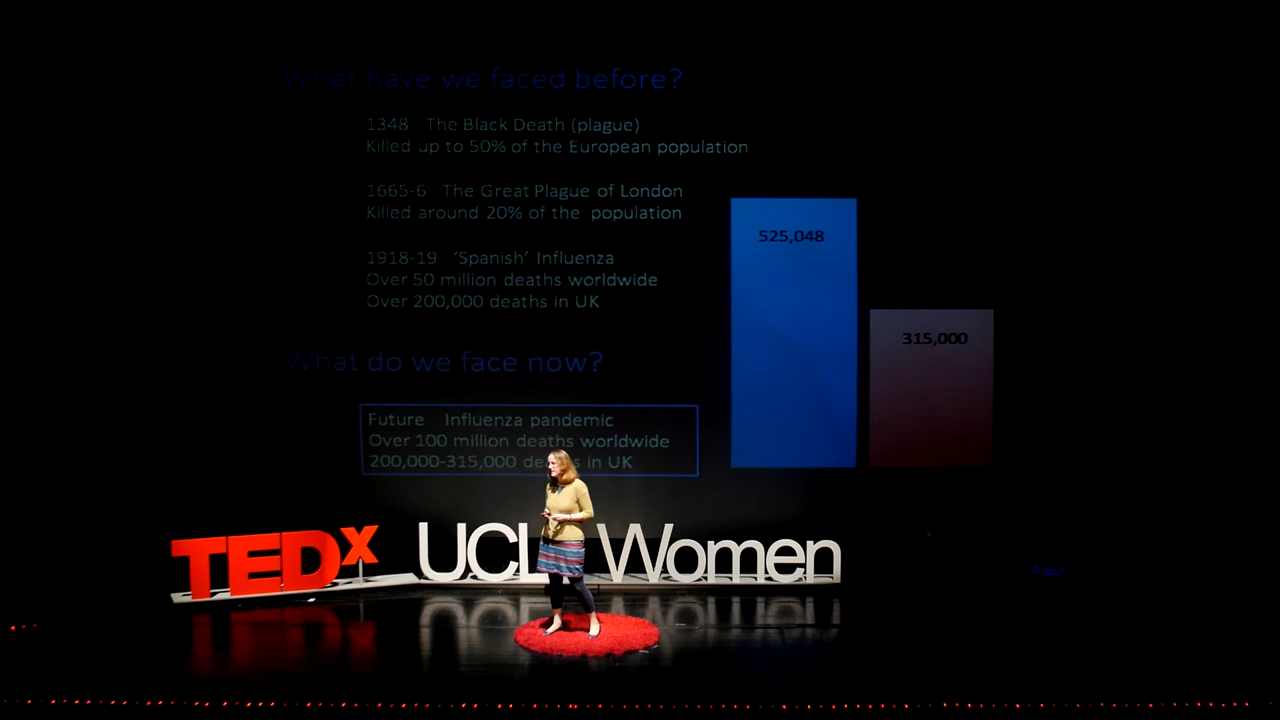 What have we faced before?
1348 The Black Death (plague)
Killed up to 50% of the European population
1665-6 The Great Plague of London
Killed around 20% of the population
1918-19 ‘Spanish’ Influenza
Over 50 million deaths worldwide
Over 200,000 deaths in UK
525,048
315,000
What do we face now?
Future Influenza pandemic
Over 100 million deaths worldwide
200,000-315,000 deaths in UK
TEDx UCL Women